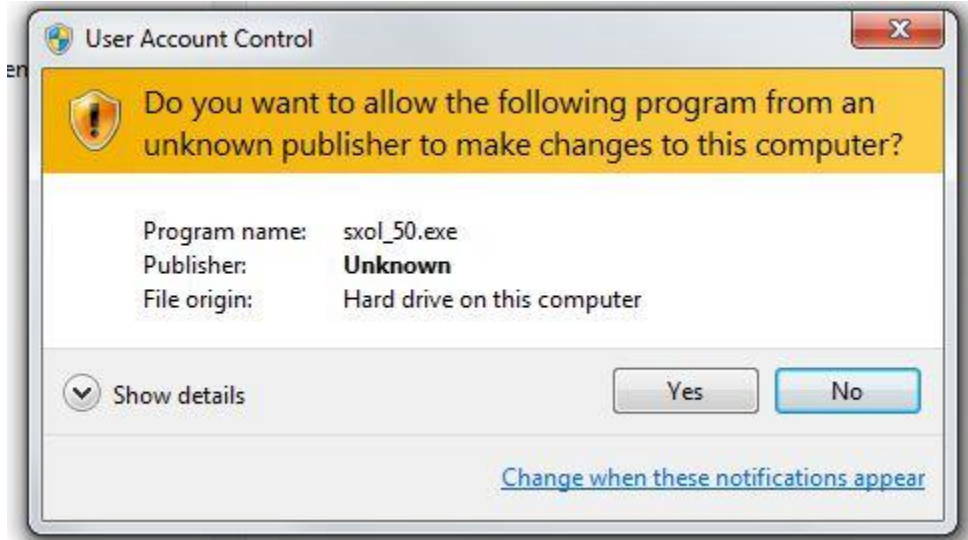 User Account Control
en
Do you want to allow the following program from an
unknown publisher to make changes to this computer?
Program name: sxol_50.exe
Publisher: Unknown
File origin: Hard drive on this computer
Show details Yes No
Change when these notifications appear